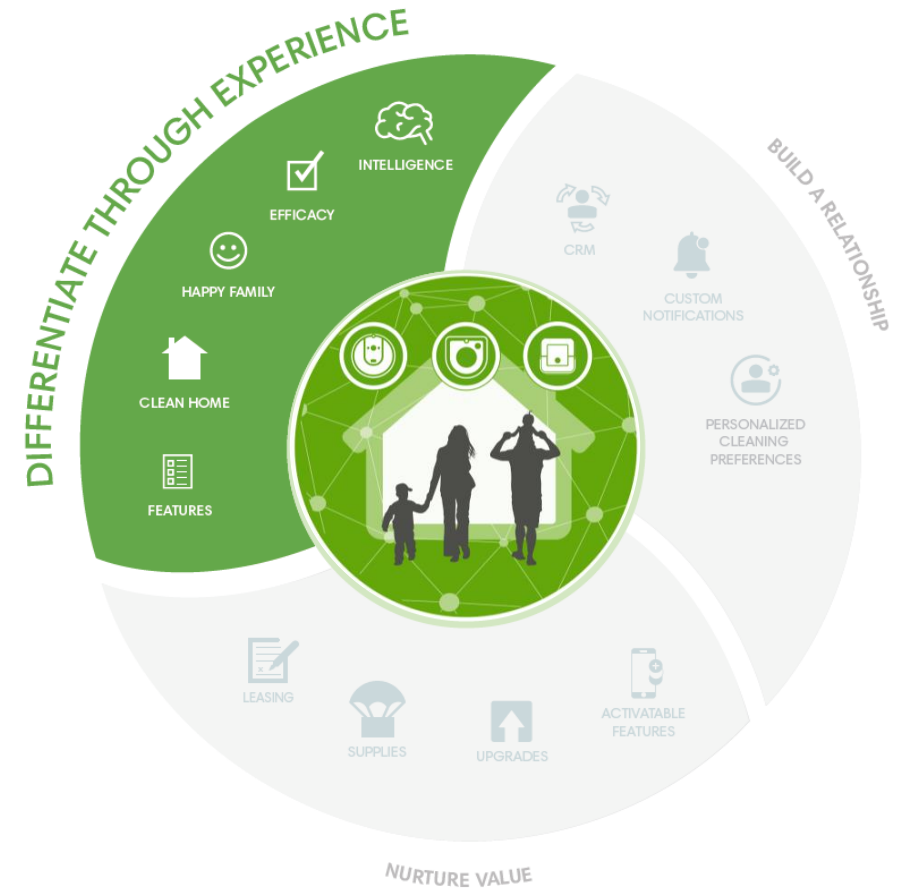 DIFFERENTIATE THROUGH EXPERIENCE
INTELLIGENCE
EFFICACY
HAPPY FAMILY
CLEAN HOME
FEATURES
BUILD A RELATIONSHIP
CRM
CUSTOM
NOTIFICATIONS
PERSONALIZED
CLEANING
PREFERENCES
LEASING
SUPPLIES
UPGRADES
ACTIVATABLE
FEATURES
NURTURE VALUE